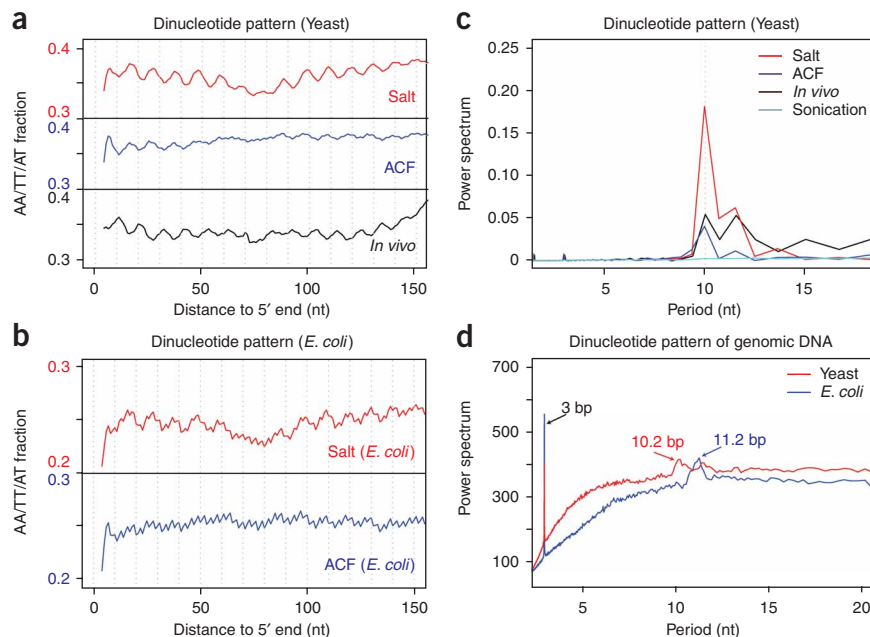 a
Dinucleotide pattern (Yeast)
AA/TT/AT fraction
0.4
0.3
Salt
0.4
0.3
ACF
0.4
0.3
In vivo
0 50 100 150
Distance to 5′ end (nt)
b
Dinucleotide pattern (E. coli)
AA/TT/AT fraction
0.3
0.2
Salt (E. coli)
0.3
0.2
ACF (E. coli)
0 50 100 150
Distance to 5′ end (nt)
c
Dinucleotide pattern (Yeast)
Power spectrum
0.25
0.20
0.15
0.10
0.05
0
Salt
ACF
In vivo
Sonication
5 10 15
Period (nt)
d
Dinucleotide pattern of genomic DNA
Power spectrum
700
500
300
100
Yeast
E. coli
3 bp
10.2 bp
11.2 bp
5 10 15 20
Period (nt)